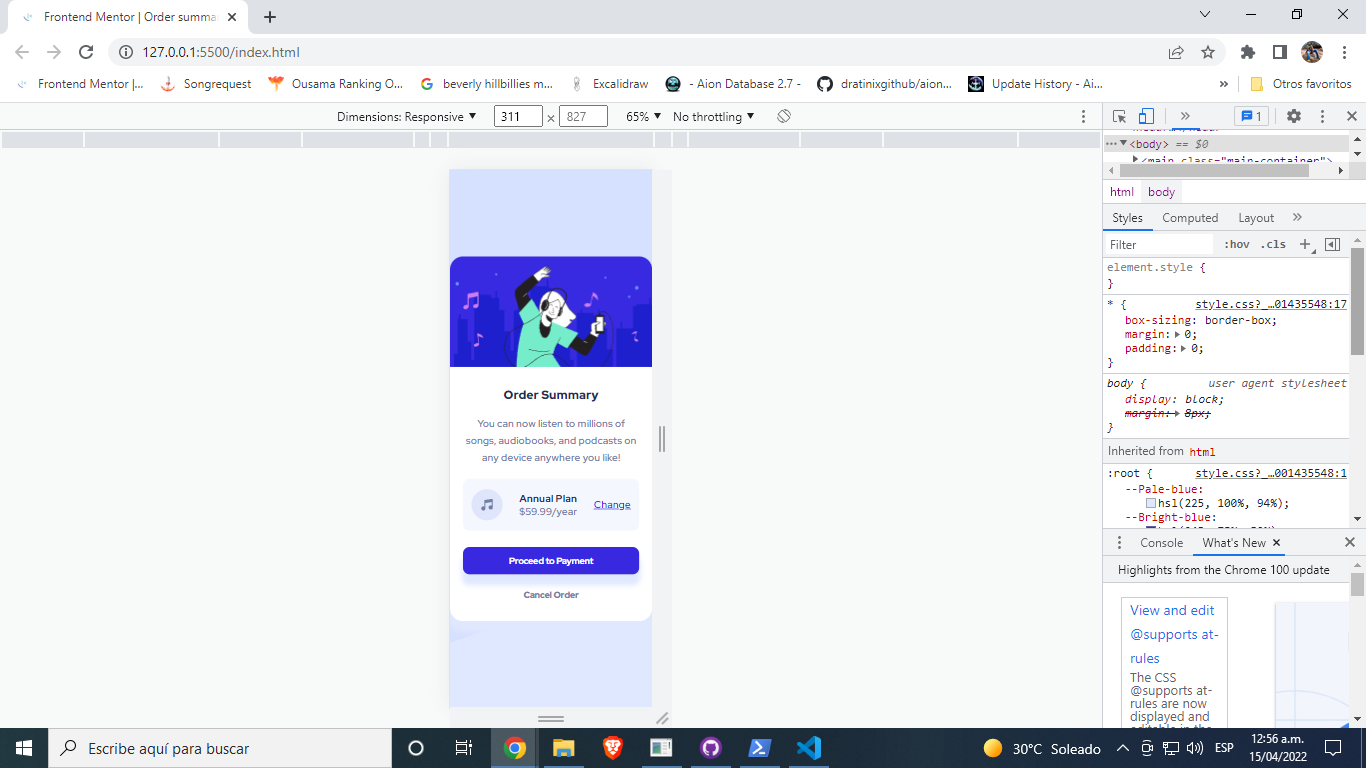 Frontend Mentor | Order summa
127.0.0.1:5500/index.html
Frontend Mentor |... Songrequest Ousama Ranking O... beverly hillbillies m... Excalidraw - Aion Database 2.7 - dratinixgithub/aion... Update History - Ai... » Otros favoritos
Dimensions: Responsive 311 × 827 65% No throttling
» 1
<body> == $0
<main class="main-container">
html body
Styles Computed Layout »
Filter :hov .cls
element.style {
}
* { style.css?_…01435548:17
box-sizing: border-box;
margin: 0;
padding: 0;
}
body { user agent stylesheet
display: block;
margin: 8px;
}
Inherited from html
:root { style.css?_…001435548:1
--Pale-blue:
hsl(225, 100%, 94%);
--Bright-blue:
Console What's New
Highlights from the Chrome 100 update
View and edit
@supports at-
rules
The CSS
@supports at-
rules are now
displayed and
Order Summary
You can now listen to millions of
songs, audiobooks, and podcasts on
any device anywhere you like!
Annual Plan
$59.99/year
Change
Proceed to Payment
Cancel Order
Escribe aquí para buscar
30°C Soleado
ESP
12:56 a.m.
15/04/2022